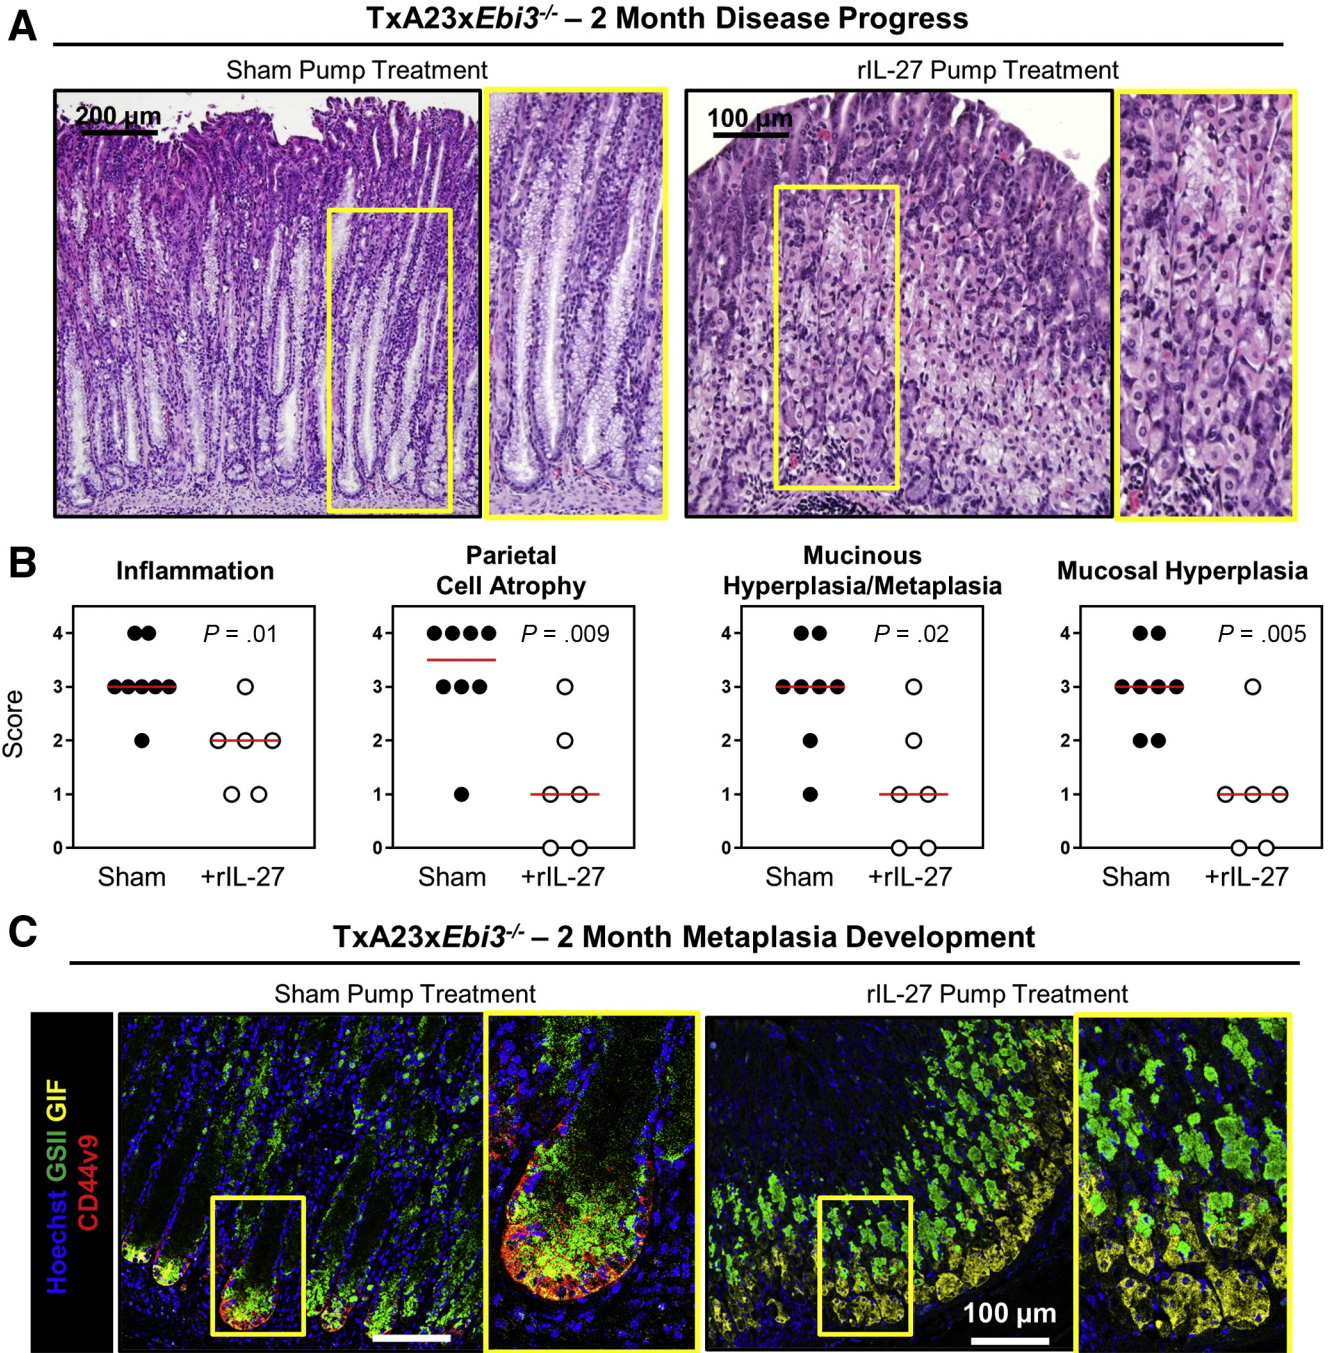 A
TxA23xEbi3-/- – 2 Month Disease Progress
Sham Pump Treatment
rIL-27 Pump Treatment
200 µm
100 µm
B
Inflammation
Parietal
Cell Atrophy
Mucinous
Hyperplasia/Metaplasia
Mucosal Hyperplasia
Score
4
3
2
1
0
P = .01
Sham
+rIL-27
4
3
2
1
0
P = .009
Sham
+rIL-27
4
3
2
1
0
P = .02
Sham
+rIL-27
4
3
2
1
0
P = .005
Sham
+rIL-27
C
TxA23xEbi3-/- – 2 Month Metaplasia Development
Sham Pump Treatment
rIL-27 Pump Treatment
Hoechst GSII GIF
CD44v9
100 µm